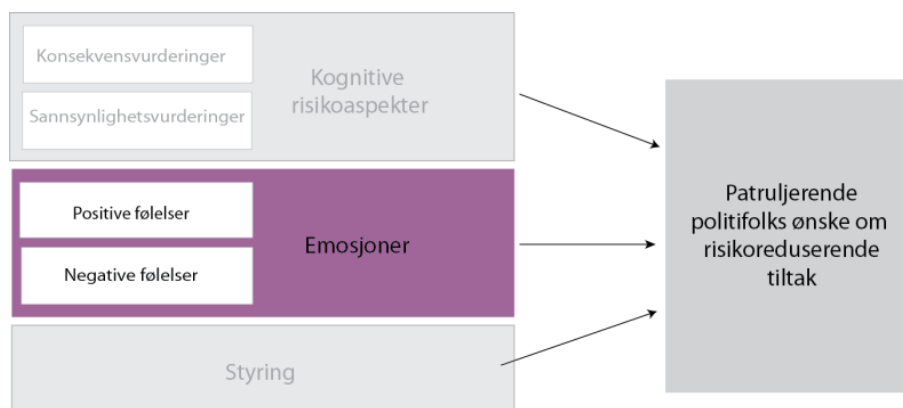 Konsekvensvurderinger
Sannsynlighetsvurderinger
Kognitive
risikoaspekter
Positive følelser
Negative følelser
Emosjoner
Styring
Patruljerende
politifolks ønske om
risikoreduserende
tiltak